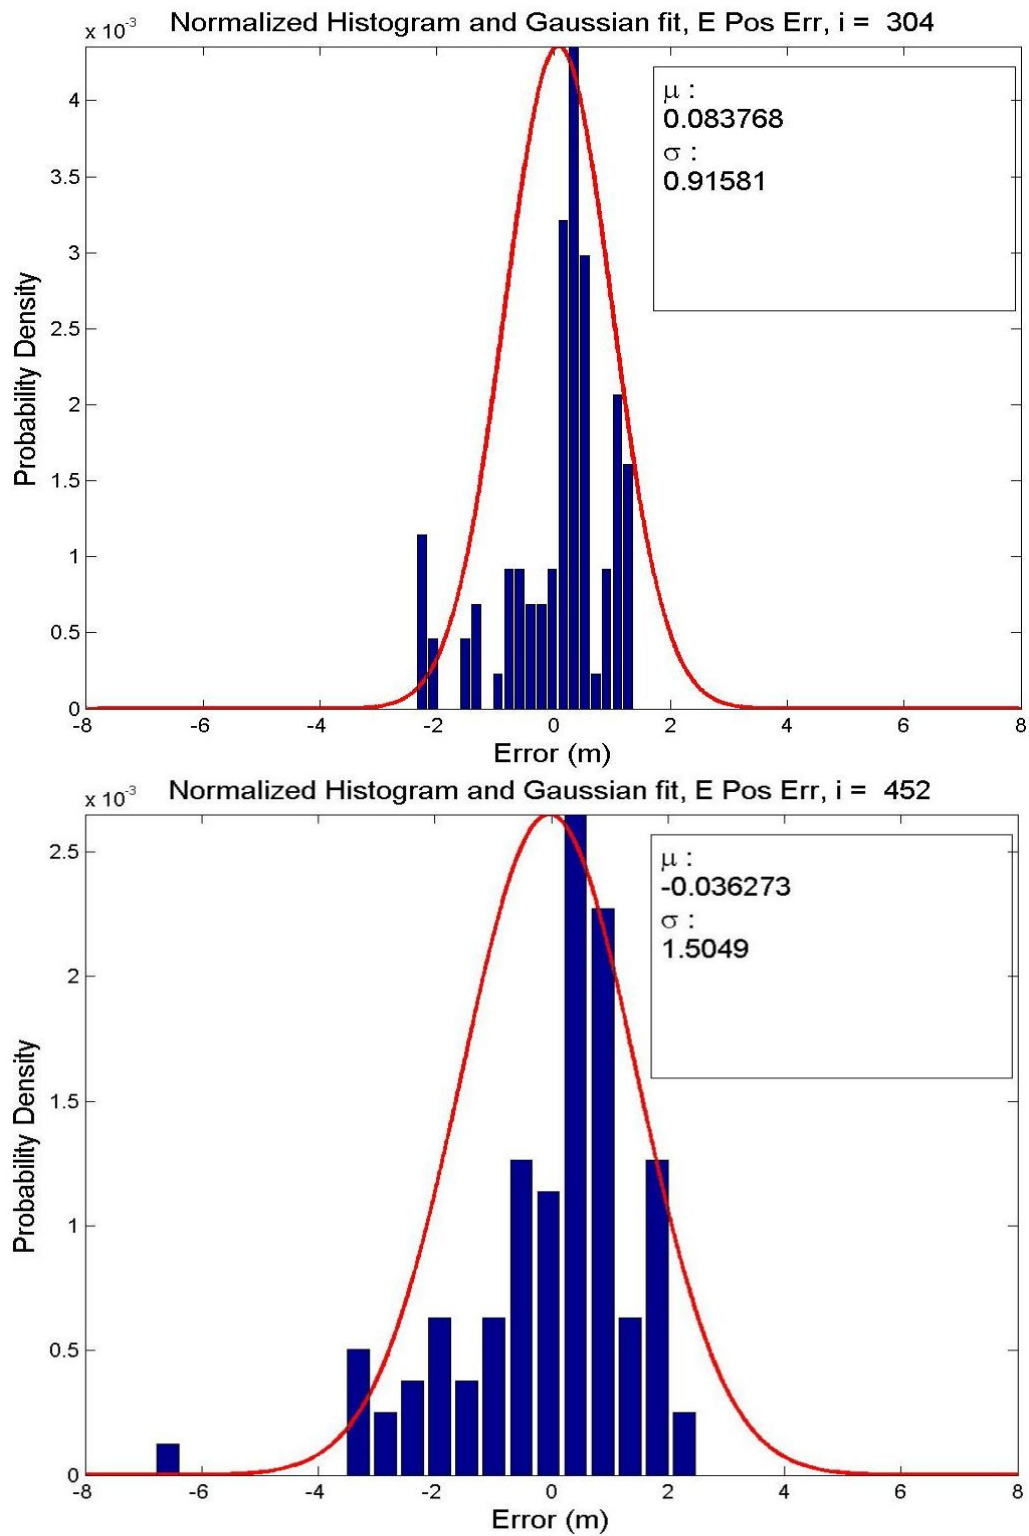 x 10-3
Normalized Histogram and Gaussian fit, E Pos Err, i = 304
μ :
0.083768
σ :
0.91581
4
3.5
3
2.5
2
1.5
1
0.5
0
Probability Density
-8 -6 -4 -2 0 2 4 6 8
Error (m)
x 10-3
Normalized Histogram and Gaussian fit, E Pos Err, i = 452
μ :
-0.036273
σ :
1.5049
2.5
2
1.5
1
0.5
0
Probability Density
-8 -6 -4 -2 0 2 4 6 8
Error (m)